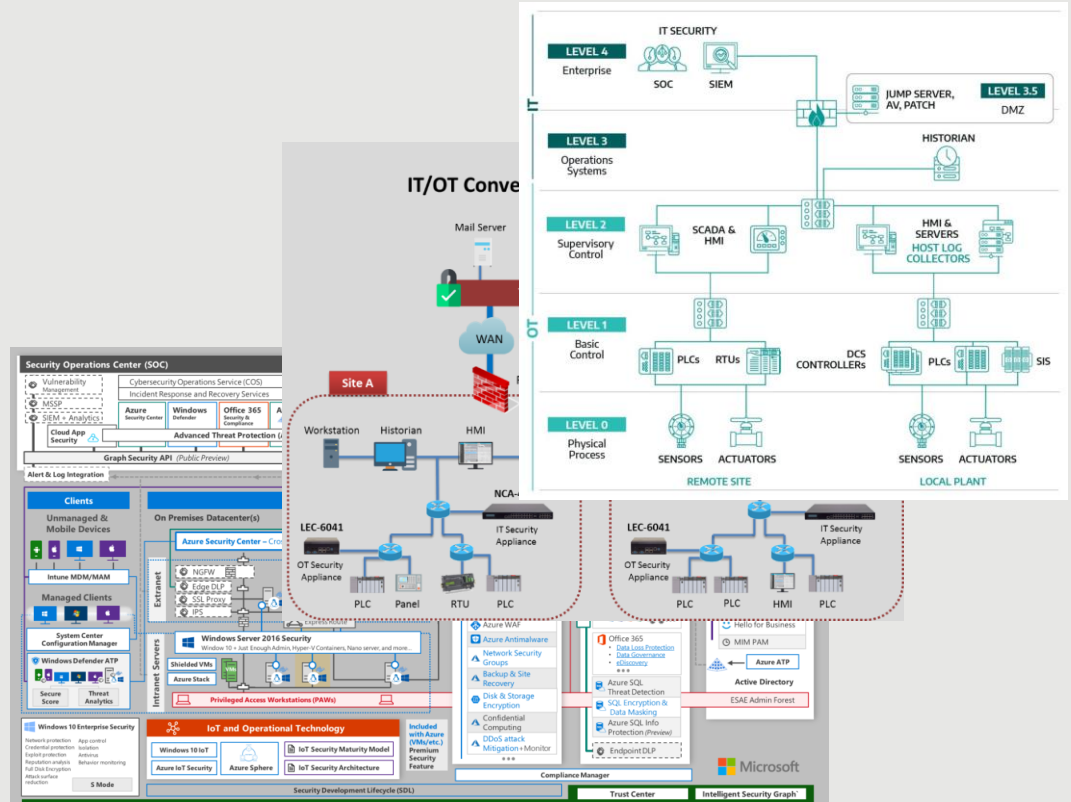 IT SECURITY
LEVEL 4
Enterprise
SOC
SIEM
JUMP SERVER,
AV, PATCH
LEVEL 3.5
DMZ
IT
LEVEL 3
Operations
Systems
HISTORIAN
LEVEL 2
Supervisory
Control
SCADA &
HMI
HMI &
SERVERS
HOST LOG
COLLECTORS
OT
LEVEL 1
Basic
Control
PLCs
RTUs
DCS
CONTROLLERS
PLCs
SIS
LEVEL 0
Physical
Process
SENSORS
ACTUATORS
SENSORS
ACTUATORS
REMOTE SITE
LOCAL PLANT
IT/OT Conve
Mail Server
WAN
Site A
Workstation
Historian
HMI
NCA-
LEC-6041
IT Security
Appliance
OT Security
Appliance
PLC
Panel
RTU
PLC
LEC-6041
IT Security
Appliance
OT Security
Appliance
PLC
PLC
HMI
PLC
Security Operations Center (SOC)
Vulnerability
Management
MSSP
SIEM + Analytics
Cybersecurity Operations Service (COS)
Incident Response and Recovery Services
Azure
Security Center
Windows
Defender
Office 365
Security &
Compliance
Cloud App
Security
Advanced Threat Protection (
Graph Security API (Public Preview)
Alert & Log Integration
Clients
Unmanaged &
Mobile Devices
Intune MDM/MAM
Managed Clients
System Center
Configuration Manager
Windows Defender ATP
Secure
Score
Threat
Analytics
On Premises Datacenter(s)
Azure Security Center – Cro
Extranet
NGFW
Edge DLP
SSL Proxy
IPS
Express Route
Intranet Servers
Windows Server 2016 Security
Window 10 + Just Enough Admin, Hyper-V Containers, Nano server, and more...
Shielded VMs
Azure Stack
Privileged Access Workstations (PAWs)
Azure WAF
Azure Antimalware
Network Security
Groups
Backup & Site
Recovery
Disk & Storage
Encryption
Confidential
Computing
DDoS attack
Mitigation + Monitor
Office 365
Data Loss Protection
Data Governance
eDiscovery
Azure SQL
Threat Detection
SQL Encryption &
Data Masking
Azure SQL Info
Protection (Preview)
Endpoint DLP
Hello for Business
MIM PAM
Azure ATP
Active Directory
ESAE Admin Forest
Windows 10 Enterprise Security
Network protection
Credential protection
Exploit protection
Reputation analysis
Full Disk Encryption
Attack surface
reduction
App control
Isolation
Antivirus
Behavior monitoring
S Mode
IoT and Operational Technology
Windows 10 IoT
Azure IoT Security
Azure Sphere
IoT Security Maturity Model
IoT Security Architecture
Included
with Azure
(VMs/etc.)
Premium
Security
Feature
Compliance Manager
Microsoft
Security Development Lifecycle (SDL)
Trust Center
Intelligent Security Graph